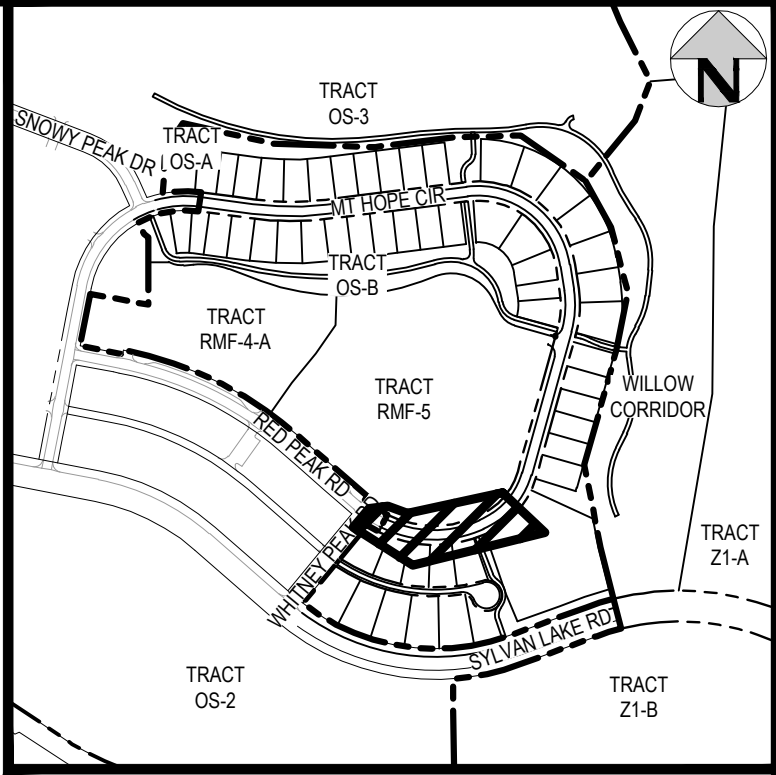 N
TRACT
OS-3
SNOWY PEAK DR
TRACT
OS-A
MT HOPE CIR
TRACT
OS-B
TRACT
RMF-4-A
TRACT
RMF-5
WILLOW
CORRIDOR
RED PEAK RD
WHITNEY PEA
TRACT
Z1-A
SYLVAN LAKE RD
TRACT
OS-2
TRACT
Z1-B